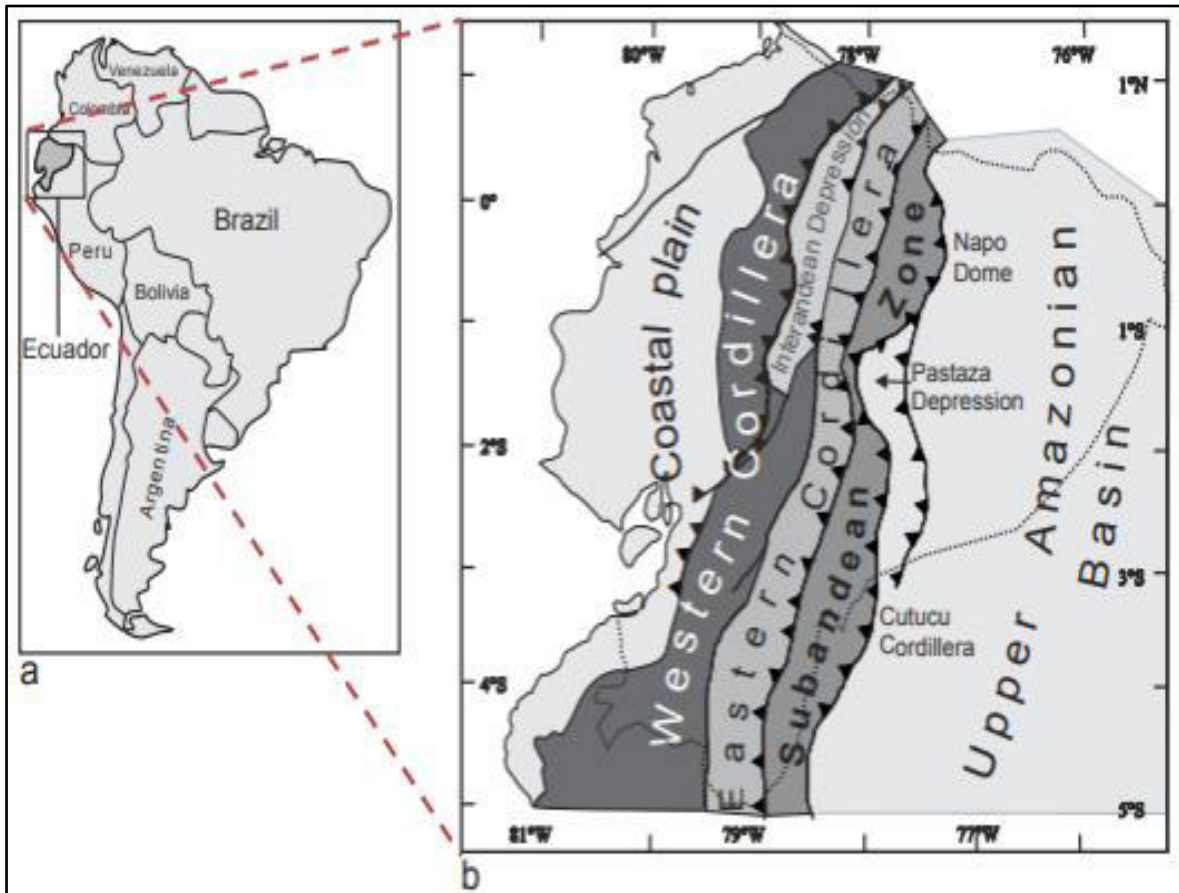 Venezuela
Colombia
Brazil
Peru
Bolivia
Ecuador
Argentina
a
80°W
78°W
76°W
1°N
0°
1°S
2°S
3°S
4°S
5°S
81°W
79°W
77°W
Coastal plain
Western Cordillera
Interandean Depression
Eastern Cordillera
Subandean Zone
Napo
Dome
Pastaza
Depression
Cutucu
Cordillera
Upper Amazonian
Basin
b